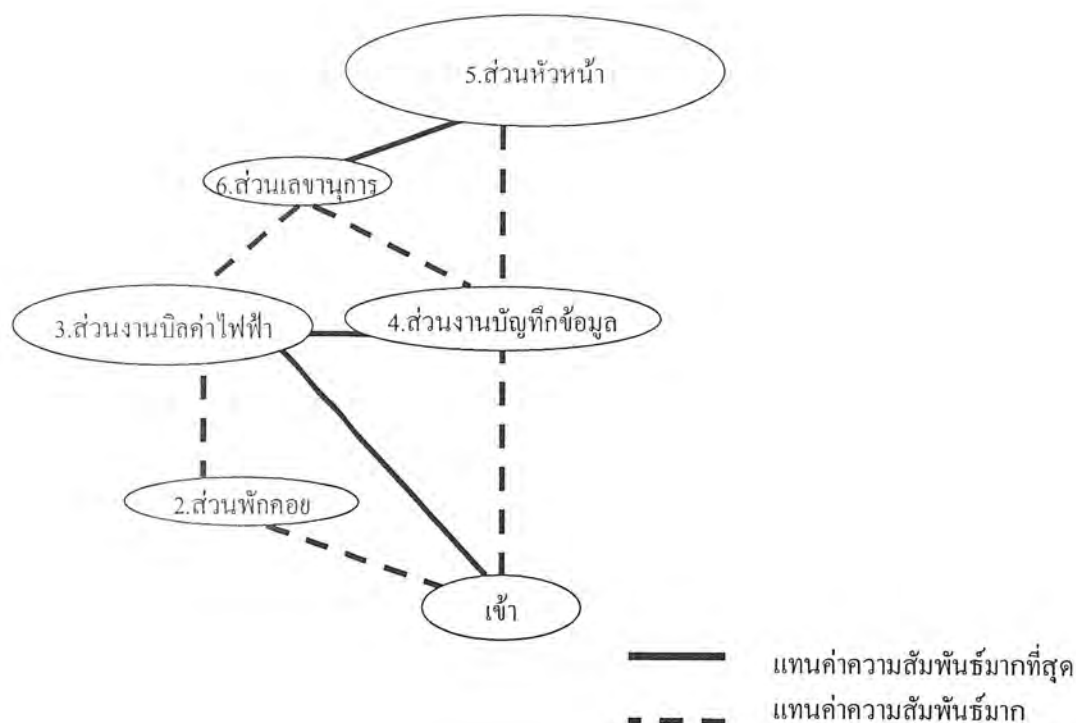 5.ส่วนหัวหน้า
6.ส่วนเลขานุการ
3.ส่วนงานบิลค่าไฟฟ้า
4.ส่วนงานบัญทึกข้อมูล
2.ส่วนพักคอย
เข้า
แทนค่าความสัมพันธ์มากที่สุด
แทนค่าความสัมพันธ์มาก